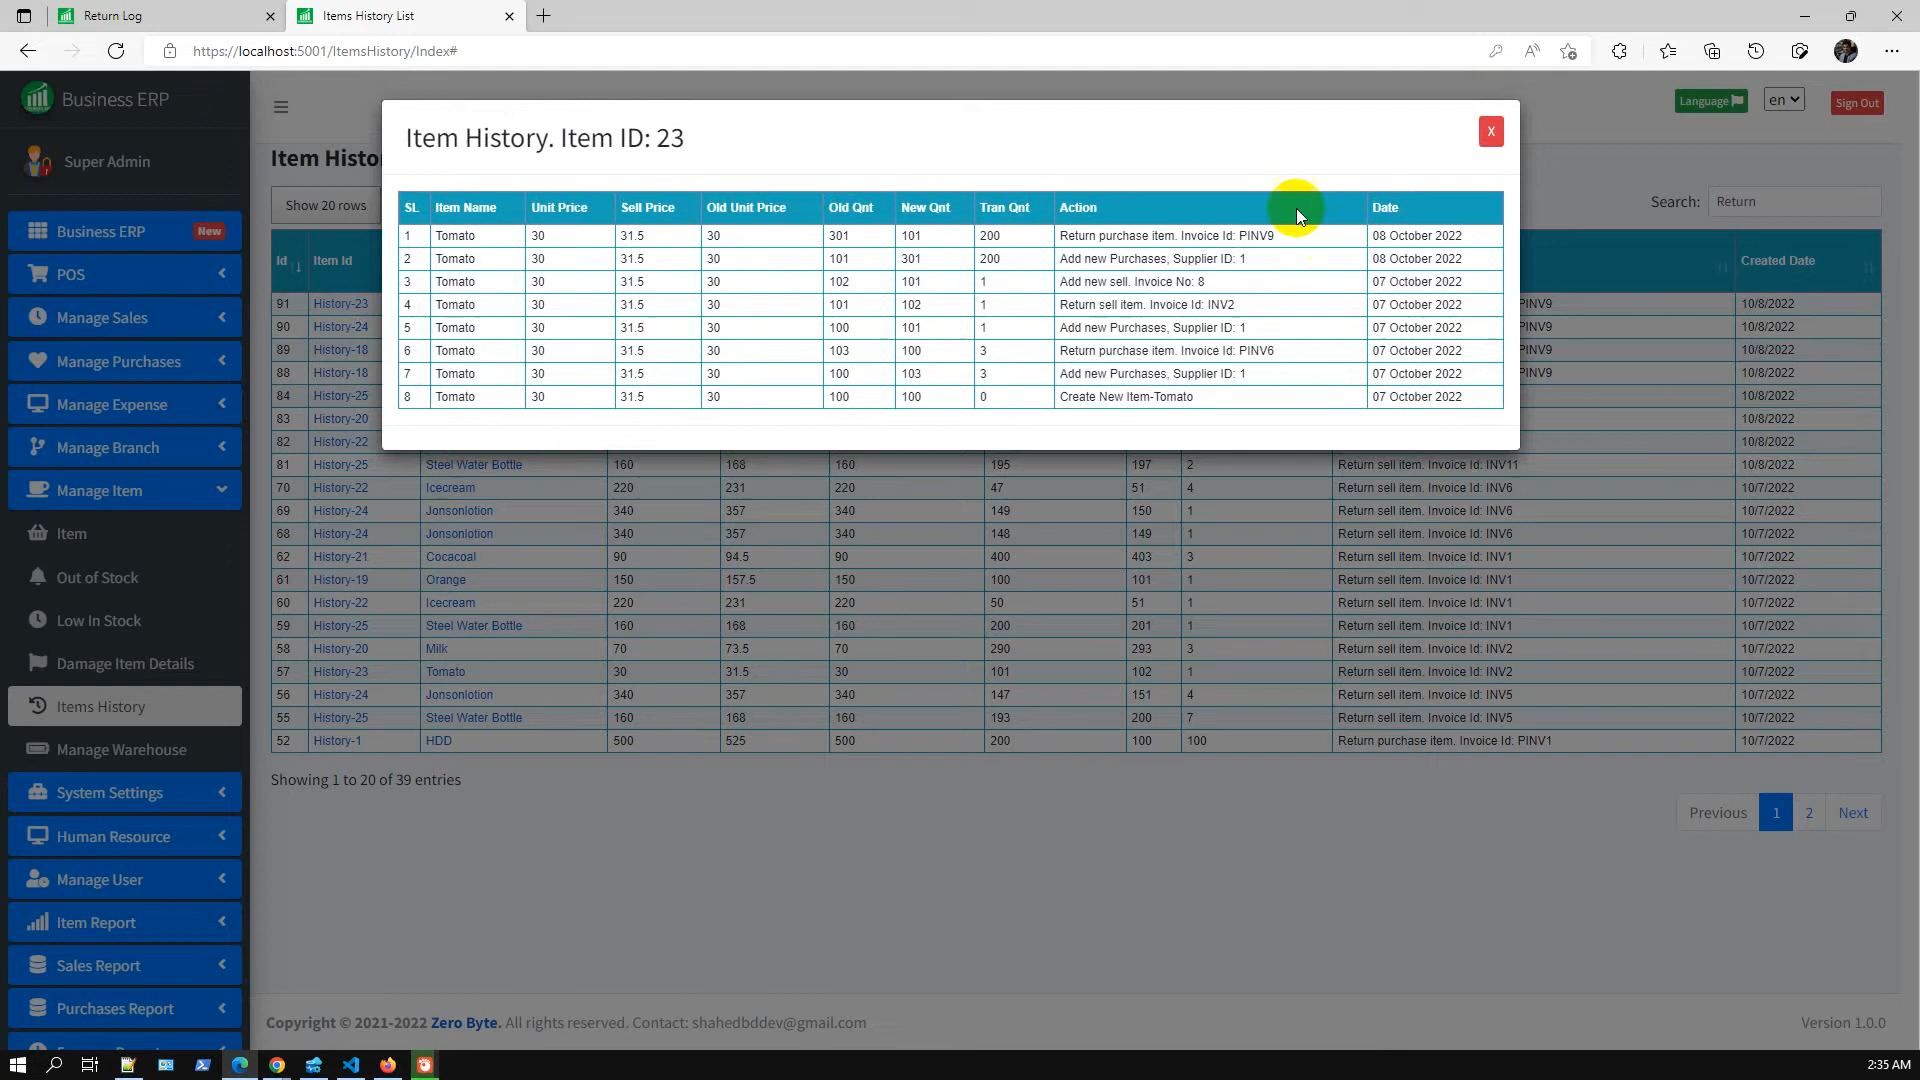 Return Log
Items History List
https://localhost:5001/ItemsHistory/Index#
Business ERP
Super Admin
Business ERP New
POS
Manage Sales
Manage Purchases
Manage Expense
Manage Branch
Manage Item
Item
Out of Stock
Low In Stock
Damage Item Details
Items History
Manage Warehouse
System Settings
Human Resource
Manage User
Item Report
Sales Report
Purchases Report
Language en Sign Out
Item Histo
Show 20 rows
Search: Return
Item History. Item ID: 23 X
SL Item Name Unit Price Sell Price Old Unit Price Old Qnt New Qnt Tran Qnt Action Date
1 Tomato 30 31.5 30 301 101 200 Return purchase item. Invoice Id: PINV9 08 October 2022
2 Tomato 30 31.5 30 101 301 200 Add new Purchases, Supplier ID: 1 08 October 2022
3 Tomato 30 31.5 30 102 101 1 Add new sell. Invoice No: 8 07 October 2022
4 Tomato 30 31.5 30 101 102 1 Return sell item. Invoice Id: INV2 07 October 2022
5 Tomato 30 31.5 30 100 101 1 Add new Purchases, Supplier ID: 1 07 October 2022
6 Tomato 30 31.5 30 103 100 3 Return purchase item. Invoice Id: PINV6 07 October 2022
7 Tomato 30 31.5 30 100 103 3 Add new Purchases, Supplier ID: 1 07 October 2022
8 Tomato 30 31.5 30 100 100 0 Create New Item-Tomato 07 October 2022
Id Item Id Created Date
91 History-23 PINV9 10/8/2022
90 History-24 PINV9 10/8/2022
89 History-18 PINV9 10/8/2022
88 History-18 PINV9 10/8/2022
84 History-25 10/8/2022
83 History-20 10/8/2022
82 History-22 10/8/2022
81 History-25 Steel Water Bottle 160 168 160 195 197 2 Return sell item. Invoice Id: INV11 10/8/2022
70 History-22 Icecream 220 231 220 47 51 4 Return sell item. Invoice Id: INV6 10/7/2022
69 History-24 Jonsonlotion 340 357 340 149 150 1 Return sell item. Invoice Id: INV6 10/7/2022
68 History-24 Jonsonlotion 340 357 340 148 149 1 Return sell item. Invoice Id: INV6 10/7/2022
62 History-21 Cocacoal 90 94.5 90 400 403 3 Return sell item. Invoice Id: INV1 10/7/2022
61 History-19 Orange 150 157.5 150 100 101 1 Return sell item. Invoice Id: INV1 10/7/2022
60 History-22 Icecream 220 231 220 50 51 1 Return sell item. Invoice Id: INV1 10/7/2022
59 History-25 Steel Water Bottle 160 168 160 200 201 1 Return sell item. Invoice Id: INV1 10/7/2022
58 History-20 Milk 70 73.5 70 290 293 3 Return sell item. Invoice Id: INV2 10/7/2022
57 History-23 Tomato 30 31.5 30 101 102 1 Return sell item. Invoice Id: INV2 10/7/2022
56 History-24 Jonsonlotion 340 357 340 147 151 4 Return sell item. Invoice Id: INV5 10/7/2022
55 History-25 Steel Water Bottle 160 168 160 193 200 7 Return sell item. Invoice Id: INV5 10/7/2022
52 History-1 HDD 500 525 500 200 100 100 Return purchase item. Invoice Id: PINV1 10/7/2022
Showing 1 to 20 of 39 entries
Previous 1 2 Next
Copyright © 2021-2022 Zero Byte. All rights reserved. Contact: shahedbddev@gmail.com
Version 1.0.0
2:35 AM